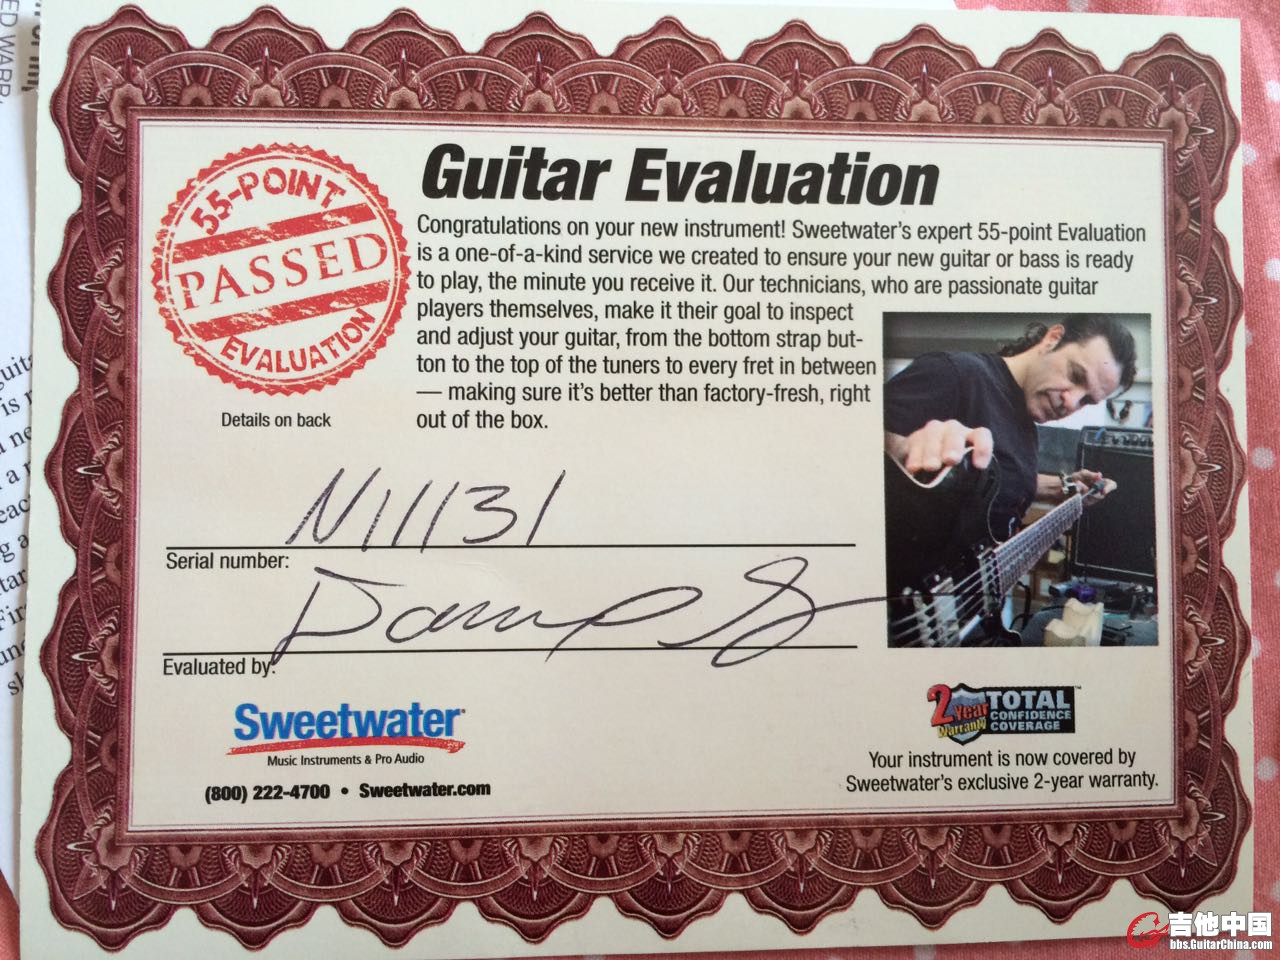 55-POINT
PASSED
EVALUATION
Details on back
Guitar Evaluation
Congratulations on your new instrument! Sweetwater's expert 55-point Evaluation
is a one-of-a-kind service we created to ensure your new guitar or bass is ready
to play, the minute you receive it. Our technicians, who are passionate guitar
players themselves, make it their goal to inspect
and adjust your guitar, from the bottom strap but-
ton to the top of the tuners to every fret in between
— making sure it's better than factory-fresh, right
out of the box.
N11131
Serial number:
Evaluated by:
Sweetwater®
Music Instruments & Pro Audio
(800) 222-4700 • Sweetwater.com
2 Year Warranty
TOTAL™
CONFIDENCE
COVERAGE
Your instrument is now covered by
Sweetwater's exclusive 2-year warranty.
吉他中国
bbs.GuitarChina.com